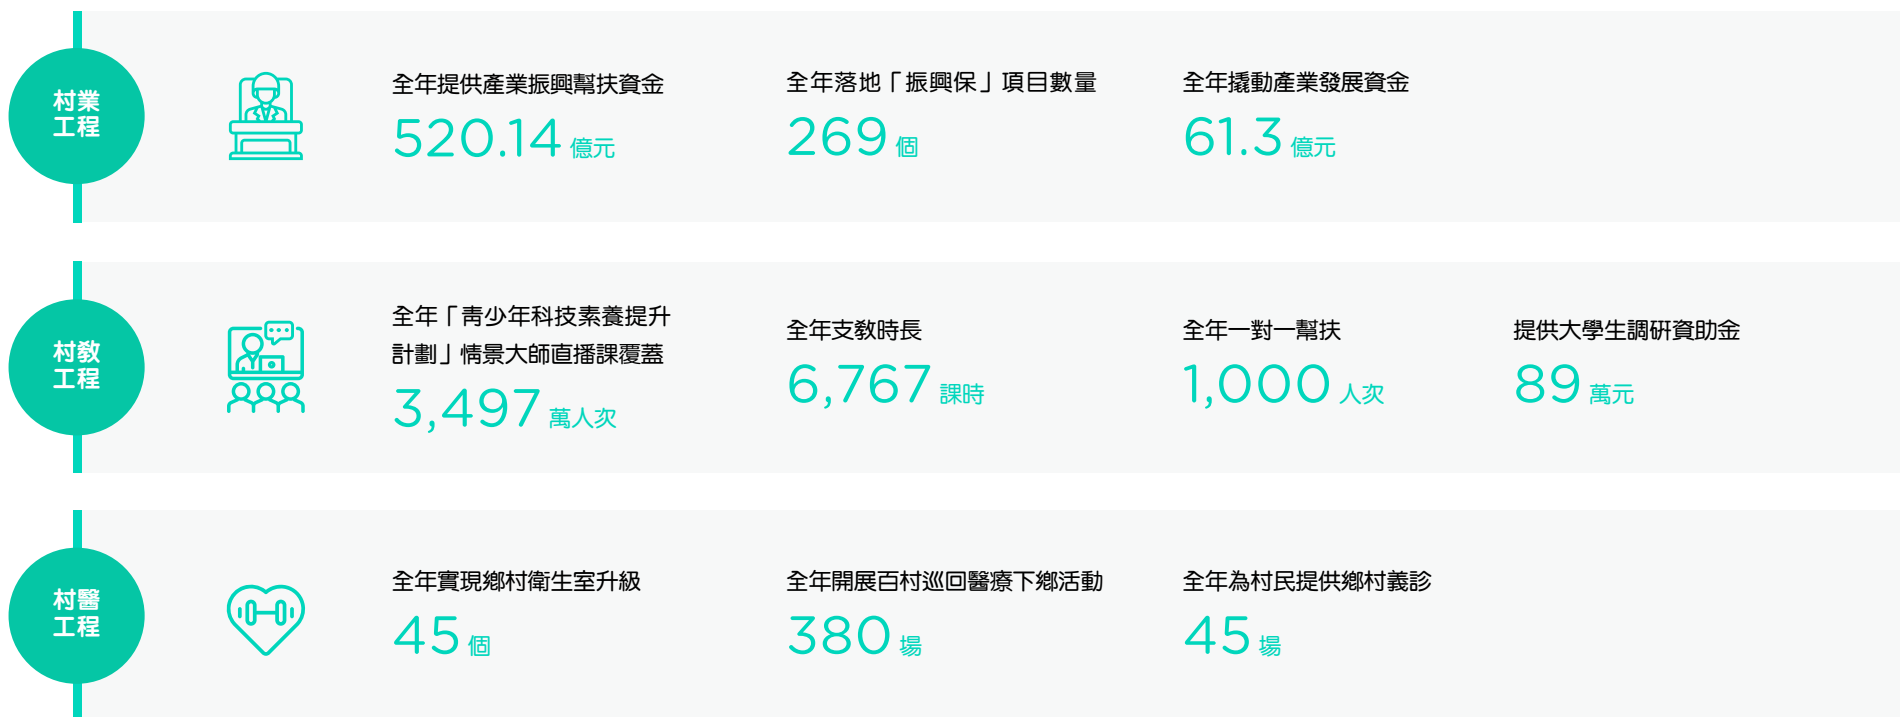 村業
工程
全年提供產業振興幫扶資金
520.14 億元
全年落地「振興保」項目數量
269 個
全年撬動產業發展資金
61.3 億元
村教
工程
全年「青少年科技素養提升
計劃」情景大師直播課覆蓋
3,497 萬人次
全年支教時長
6,767 課時
全年一對一幫扶
1,000 人次
提供大學生調研資助金
89 萬元
村醫
工程
全年實現鄉村衛生室升級
45 個
全年開展百村巡回醫療下鄉活動
380 場
全年為村民提供鄉村義診
45 場